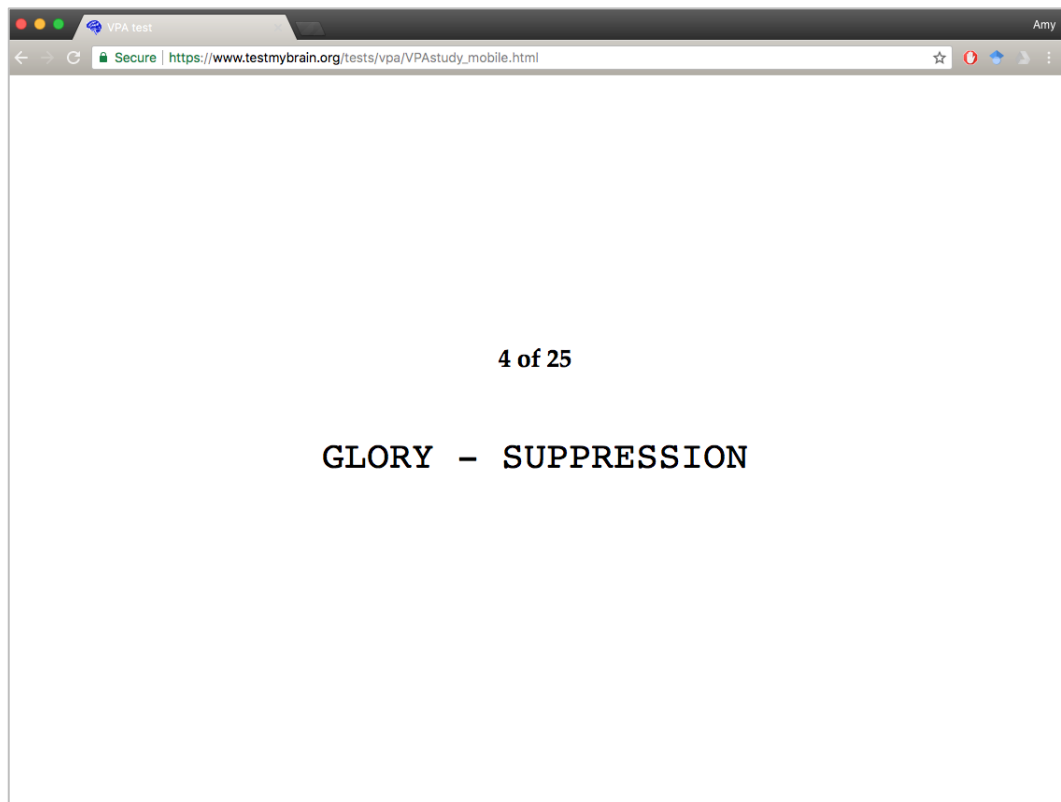 VPA test
Amy
Secure | https://www.testmybrain.org/tests/vpa/VPAstudy_mobile.html
4 of 25
GLORY – SUPPRESSION